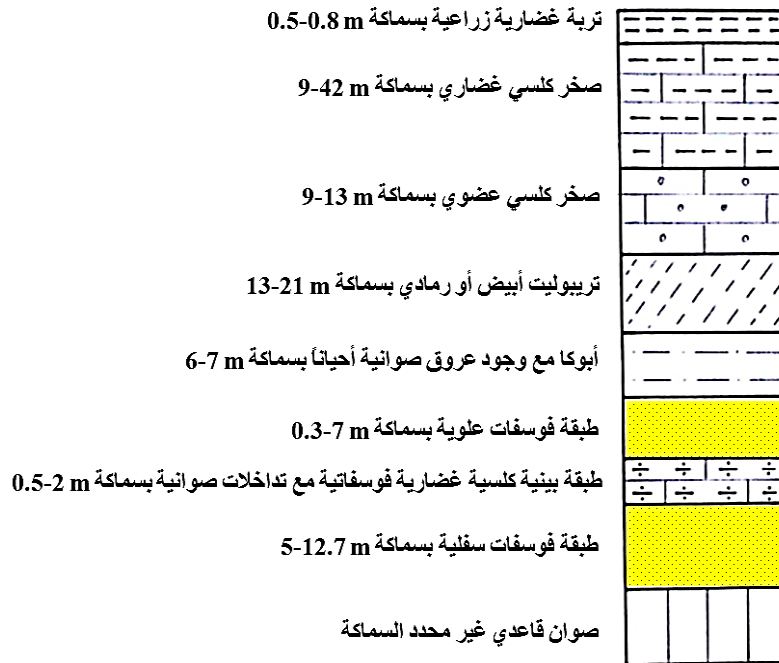 تربة غضارية زراعية بسماكة 0.5-0.8 m
صخر كلسي غضاري بسماكة 9-42 m
صخر كلسي عضوي بسماكة 9-13 m
تريبوليت أبيض أو رمادي بسماكة 13-21 m
أبوكا مع وجود عروق صوانية أحياناً بسماكة 6-7 m
طبقة فوسفات علوية بسماكة 0.3-7 m
طبقة بينية كلسية غضارية فوسفاتية مع تداخلات صوانية بسماكة 0.5-2 m
طبقة فوسفات سفلية بسماكة 5-12.7 m
صوان قاعدي غير محدد السماكة